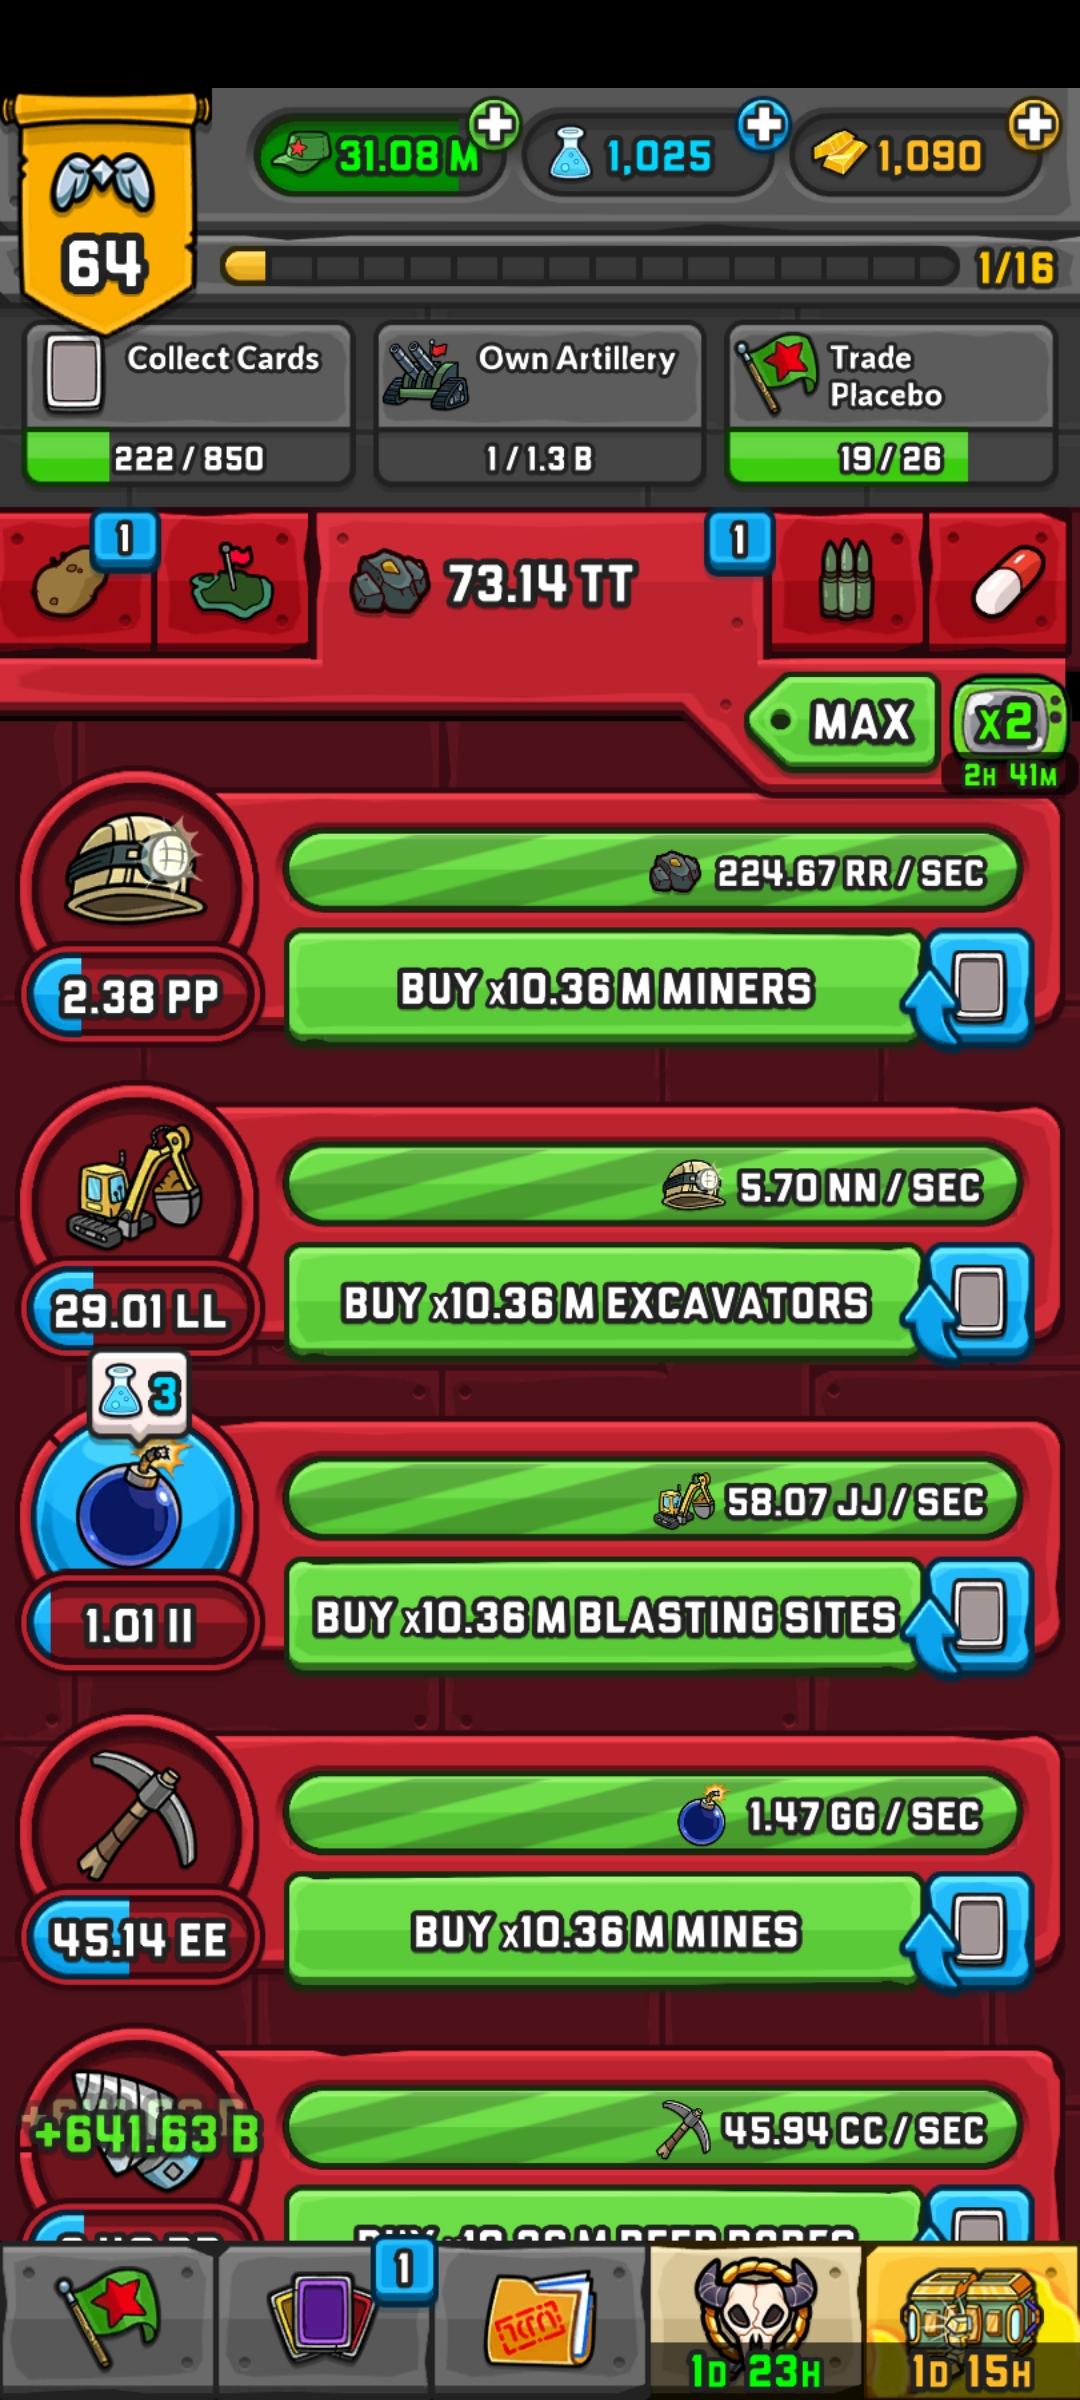 31.08 M
1,025
1,090
64
1/16
Collect Cards
Own Artillery
Trade
Placebo
222 / 850
1 / 1.3 B
19 / 26
1
1
73.14 TT
MAX
x2
2H 41M
224.67 RR / SEC
2.38 PP
BUY x10.36 M MINERS
5.70 NN / SEC
29.01 LL
BUY x10.36 M EXCAVATORS
3
58.07 JJ / SEC
1.01 II
BUY x10.36 M BLASTING SITES
1.47 GG / SEC
45.14 EE
BUY x10.36 M MINES
+641.63 B
45.94 CC / SEC
1
1D 23H
1D 15H